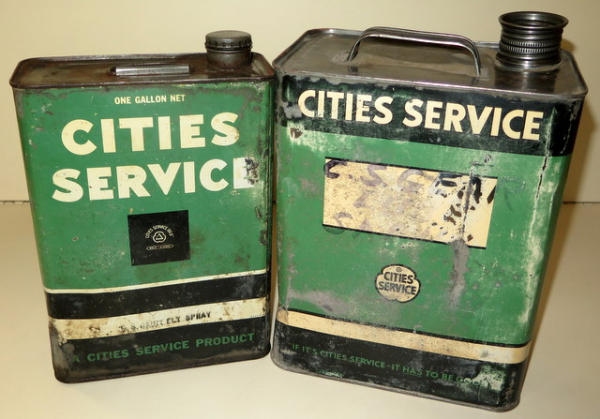 ONE GALLON NET
CITIES
SERVICE
FLY SPRAY
A CITIES SERVICE PRODUCT
CITIES SERVICE
CITIES
SERVICE
IF IT'S CITIES SERVICE-IT HAS TO BE GOOD